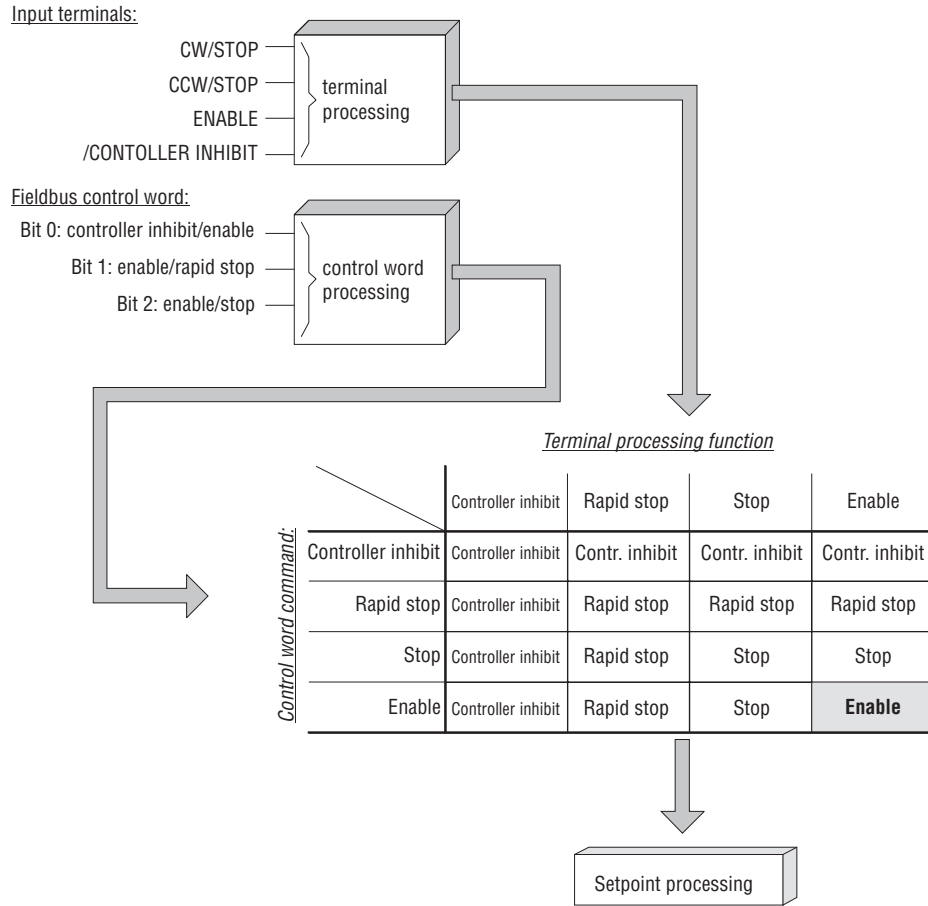 Input terminals:
CW/STOP
CCW/STOP
ENABLE
/CONTOLLER INHIBIT
terminal
processing
Fieldbus control word:
Bit 0: controller inhibit/enable
Bit 1: enable/rapid stop
Bit 2: enable/stop
control word
processing
Terminal processing function
Controller inhibit Rapid stop Stop Enable
Control word command:
Controller inhibit Controller inhibit Contr. inhibit Contr. inhibit Contr. inhibit
Rapid stop Controller inhibit Rapid stop Rapid stop Rapid stop
Stop Controller inhibit Rapid stop Stop Stop
Enable Controller inhibit Rapid stop Stop Enable
Setpoint processing